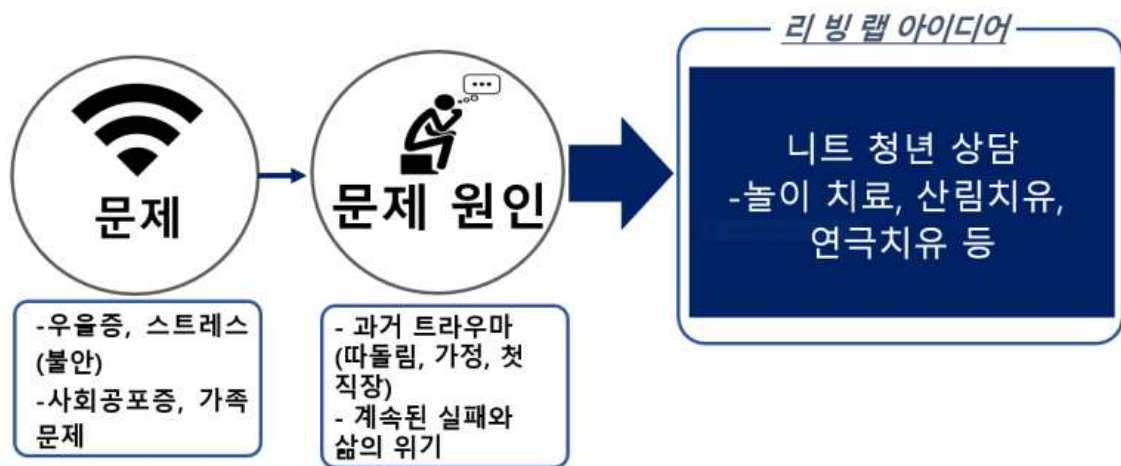 리 빙 랩 아이디어
문제
문제 원인
니트 청년 상담
-놀이 치료, 산림치유,
연극치유 등
-우울증, 스트레스
(불안)
-사회공포증, 가족
문제
- 과거 트라우마
(따돌림, 가정, 첫
직장)
- 계속된 실패와
삶의 위기